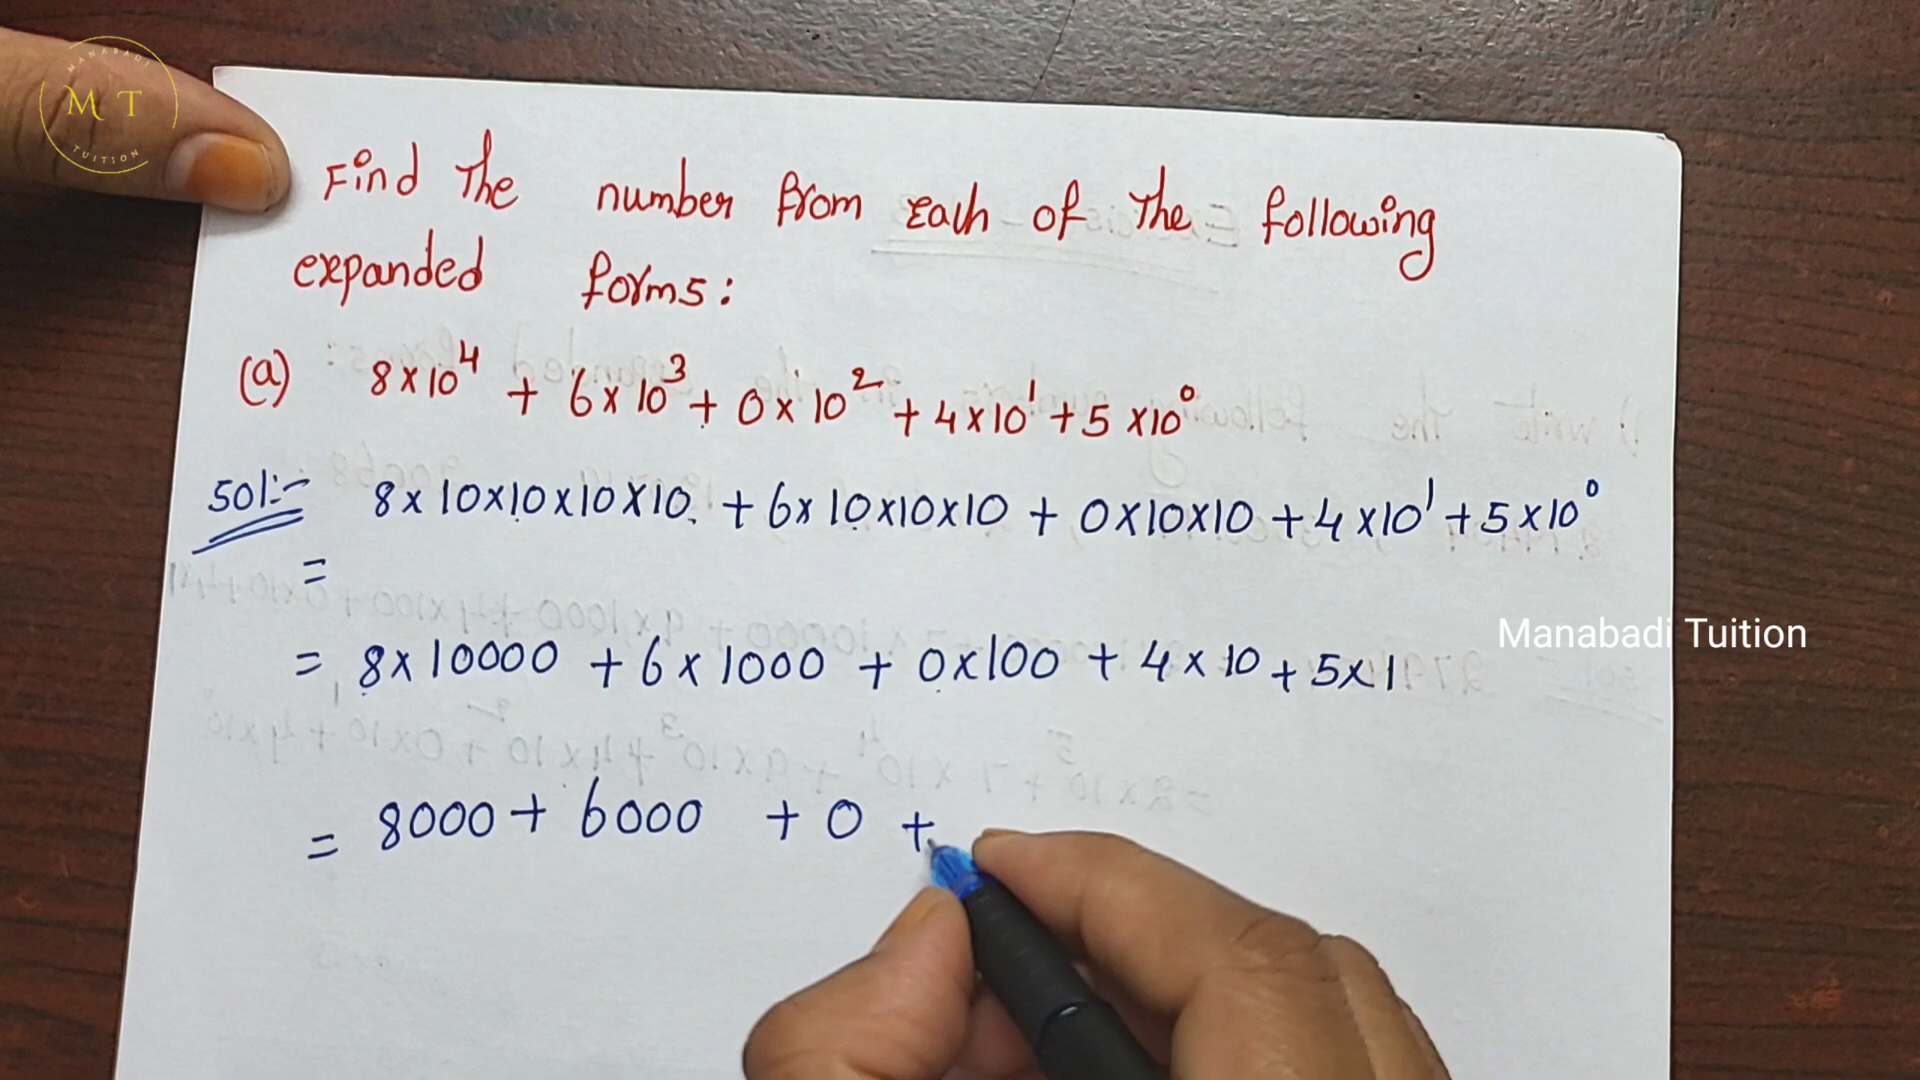 MANABADI
M T
TUITION
Find The number from Each of The following
expanded forms:
(a) 8×10⁴ + 6×10³ + 0×10² + 4×10¹ + 5×10⁰
Sol:- 8×10×10×10×10 + 6×10×10×10 + 0×10×10 + 4×10¹ + 5×10⁰
=
= 8×10000 + 6×1000 + 0×100 + 4×10 + 5×1
Manabadi Tuition
= 8000 + 6000 + 0 +